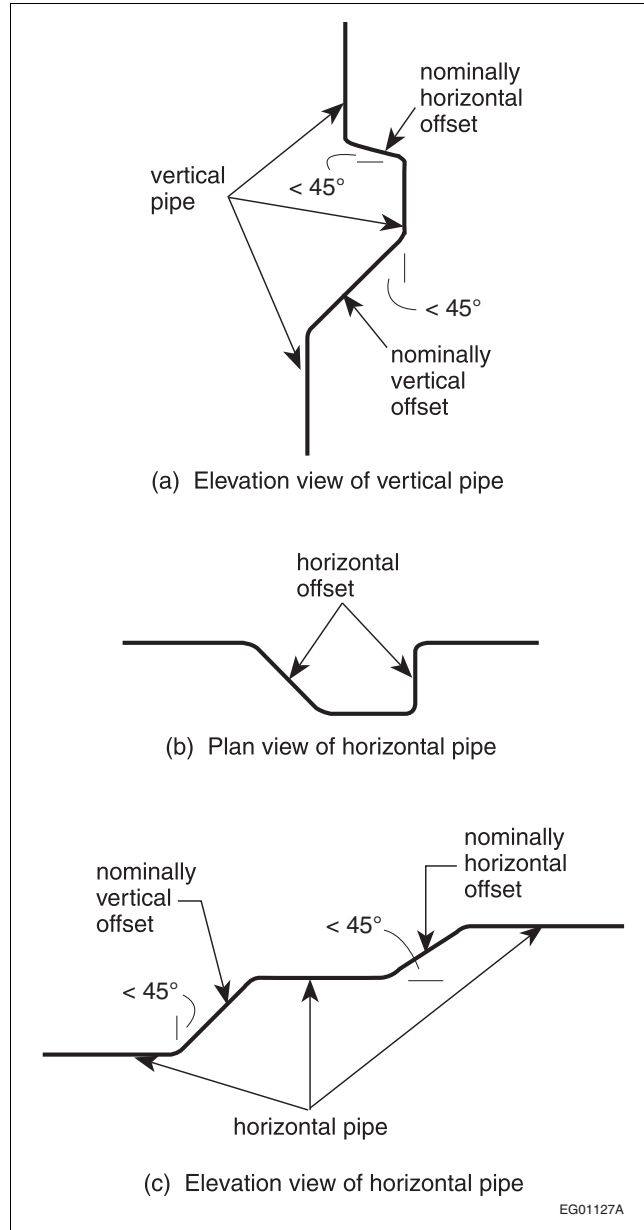 nominally
horizontal
offset
vertical
pipe
< 45°
< 45°
nominally
vertical
offset
(a) Elevation view of vertical pipe
horizontal
offset
(b) Plan view of horizontal pipe
nominally
horizontal
offset
nominally
vertical
offset
< 45°
< 45°
horizontal pipe
(c) Elevation view of horizontal pipe
EG01127A